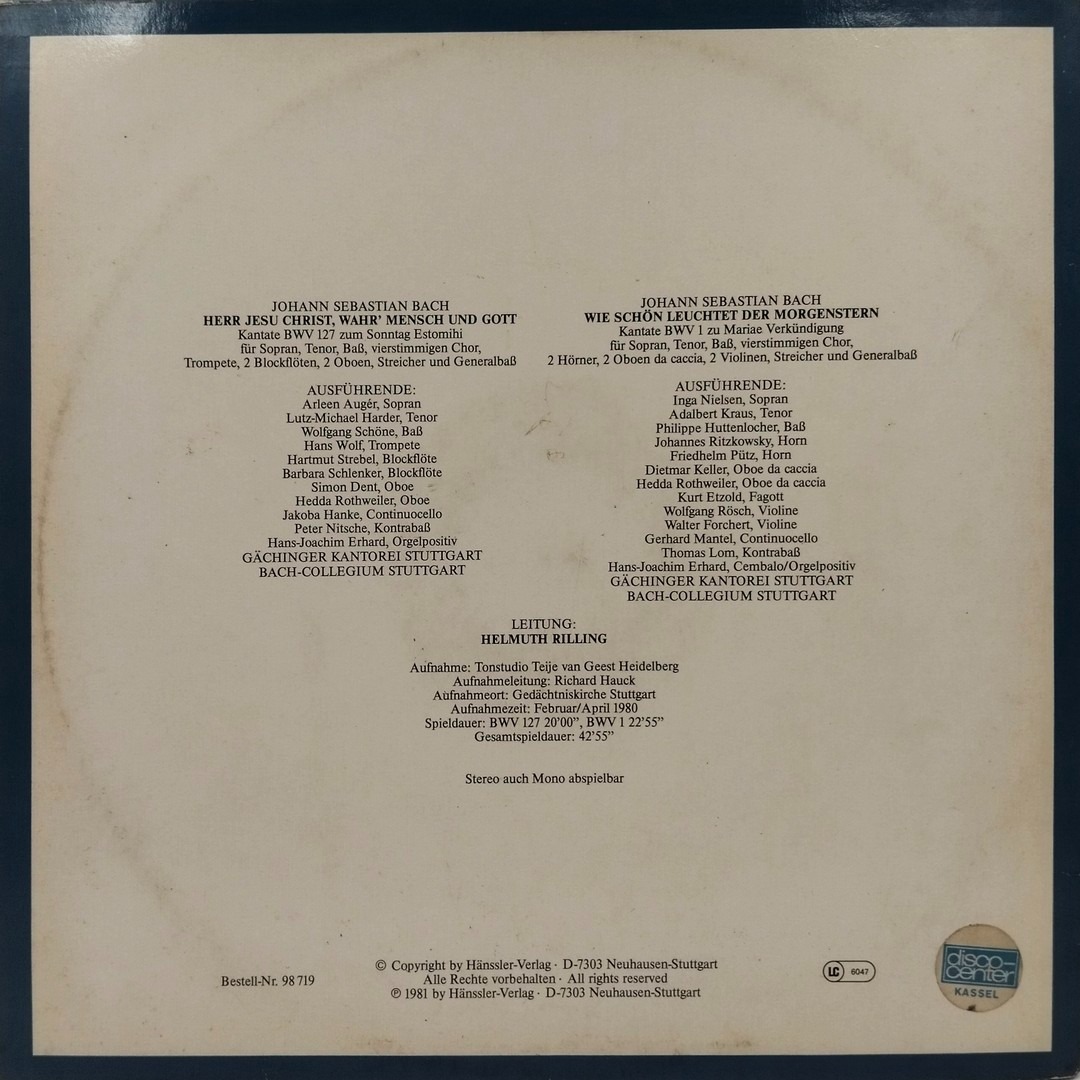 JOHANN SEBASTIAN BACH
HERR JESU CHRIST, WAHR' MENSCH UND GOTT
Kantate BWV 127 zum Sonntag Estomihi
für Sopran, Tenor, Baß, vierstimmigen Chor,
Trompete, 2 Blockflöten, 2 Oboen, Streicher und Generalbaß
AUSFÜHRENDE:
Arleen Augér, Sopran
Lutz-Michael Harder, Tenor
Wolfgang Schöne, Baß
Hans Wolf, Trompete
Hartmut Strebel, Blockflöte
Barbara Schlenker, Blockflöte
Simon Dent, Oboe
Hedda Rothweiler, Oboe
Jakoba Hanke, Continuocello
Peter Nitsche, Kontrabaß
Hans-Joachim Erhard, Orgelpositiv
GÄCHINGER KANTOREI STUTTGART
BACH-COLLEGIUM STUTTGART
JOHANN SEBASTIAN BACH
WIE SCHÖN LEUCHTET DER MORGENSTERN
Kantate BWV 1 zu Mariae Verkündigung
für Sopran, Tenor, Baß, vierstimmigen Chor,
2 Hörner, 2 Oboen da caccia, 2 Violinen, Streicher und Generalbaß
AUSFÜHRENDE:
Inga Nielsen, Sopran
Adalbert Kraus, Tenor
Philippe Huttenlocher, Baß
Johannes Ritzkowsky, Horn
Friedhelm Pütz, Horn
Dietmar Keller, Oboe da caccia
Hedda Rothweiler, Oboe da caccia
Kurt Etzold, Fagott
Wolfgang Rösch, Violine
Walter Forchert, Violine
Gerhard Mantel, Continuocello
Thomas Lom, Kontrabaß
Hans-Joachim Erhard, Cembalo/Orgelpositiv
GÄCHINGER KANTOREI STUTTGART
BACH-COLLEGIUM STUTTGART
LEITUNG:
HELMUTH RILLING
Aufnahme: Tonstudio Teije van Geest Heidelberg
Aufnahmeleitung: Richard Hauck
Aufnahmeort: Gedächtniskirche Stuttgart
Aufnahmezeit: Februar/April 1980
Spieldauer: BWV 127 20'00”, BWV 1 22'55”
Gesamtspieldauer: 42'55”
Stereo auch Mono abspielbar
Bestell-Nr. 98 719
© Copyright by Hänssler-Verlag · D-7303 Neuhausen-Stuttgart
Alle Rechte vorbehalten · All rights reserved
℗ 1981 by Hänssler-Verlag · D-7303 Neuhausen-Stuttgart
LC 6047
disco-
center
KASSEL